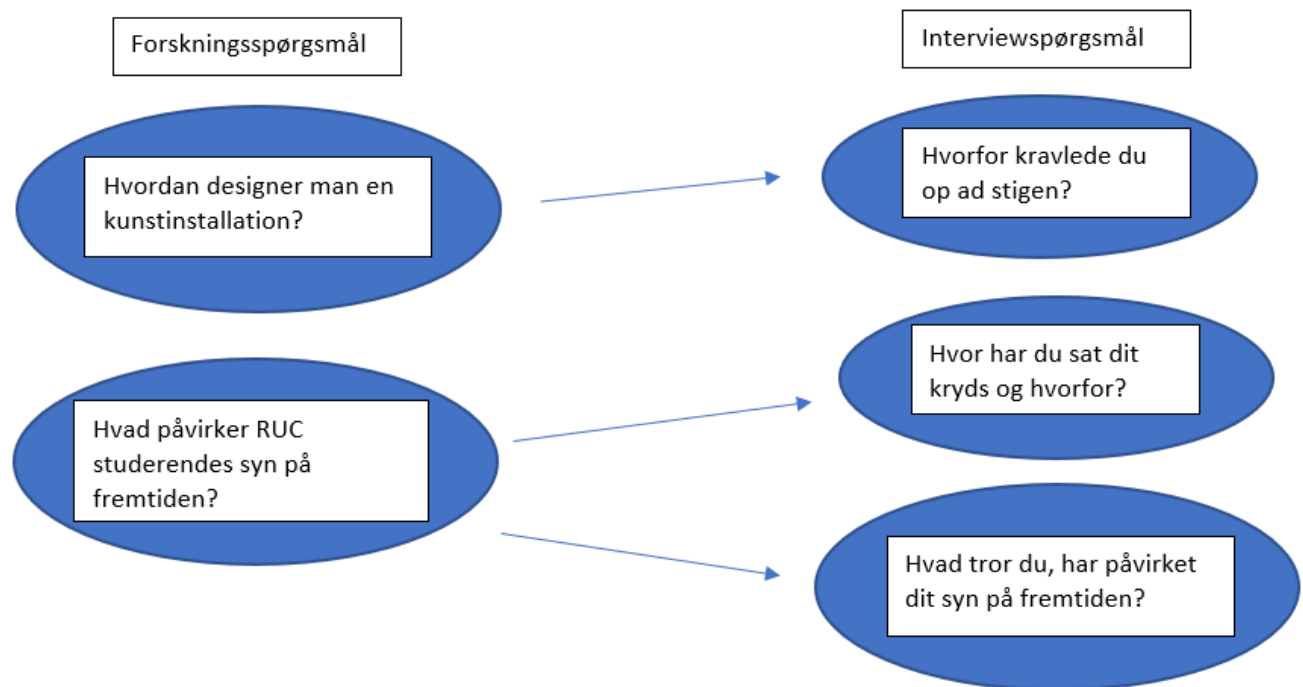 Forskningsspørgsmål
Interviewspørgsmål
Hvordan designer man en
kunstinstallation?
Hvorfor kravlede du
op ad stigen?
Hvad påvirker RUC
studerendes syn på
fremtiden?
Hvor har du sat dit
kryds og hvorfor?
Hvad tror du, har påvirket
dit syn på fremtiden?